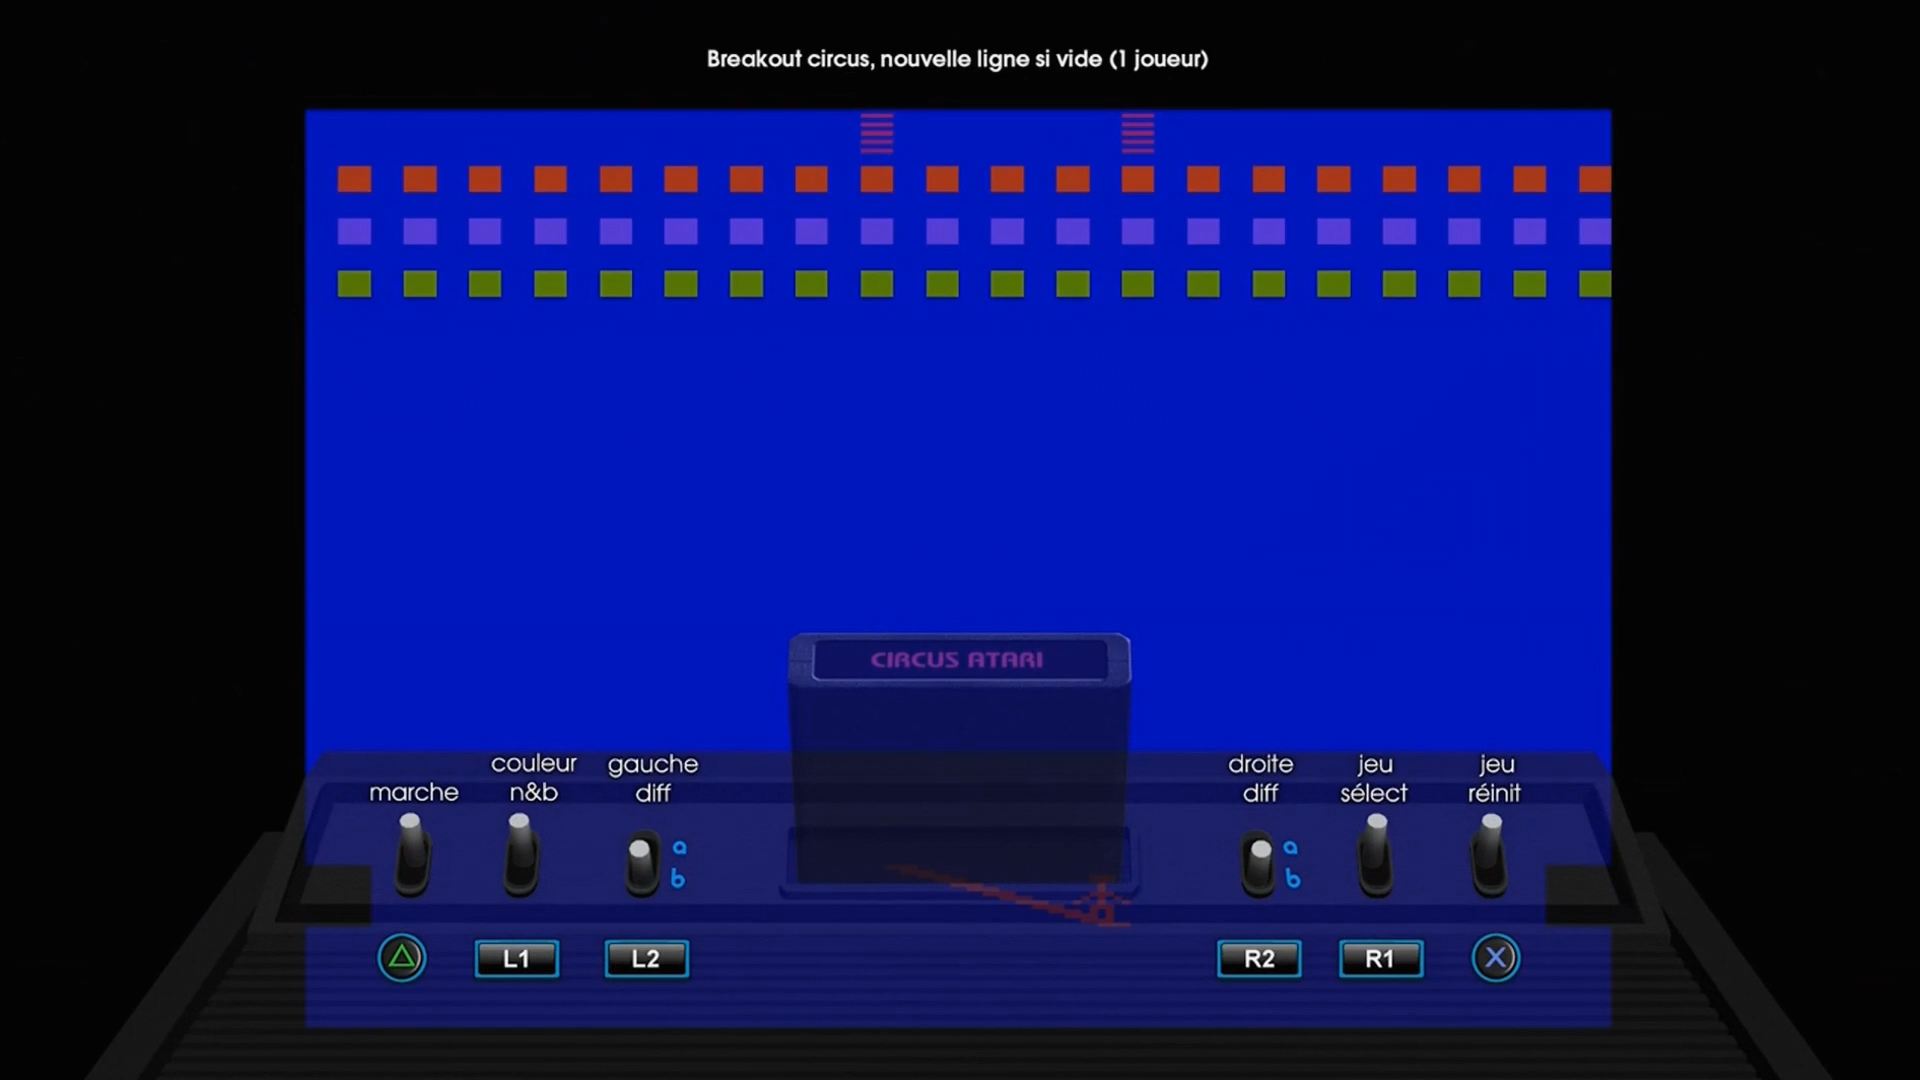 Breakout circus, nouvelle ligne si vide (1 joueur)
CIRCUS ATARI
marche
couleur
n&b
gauche
diff
a
b
droite
diff
a
b
jeu
sélect
jeu
réinit
L1
L2
R2
R1
X